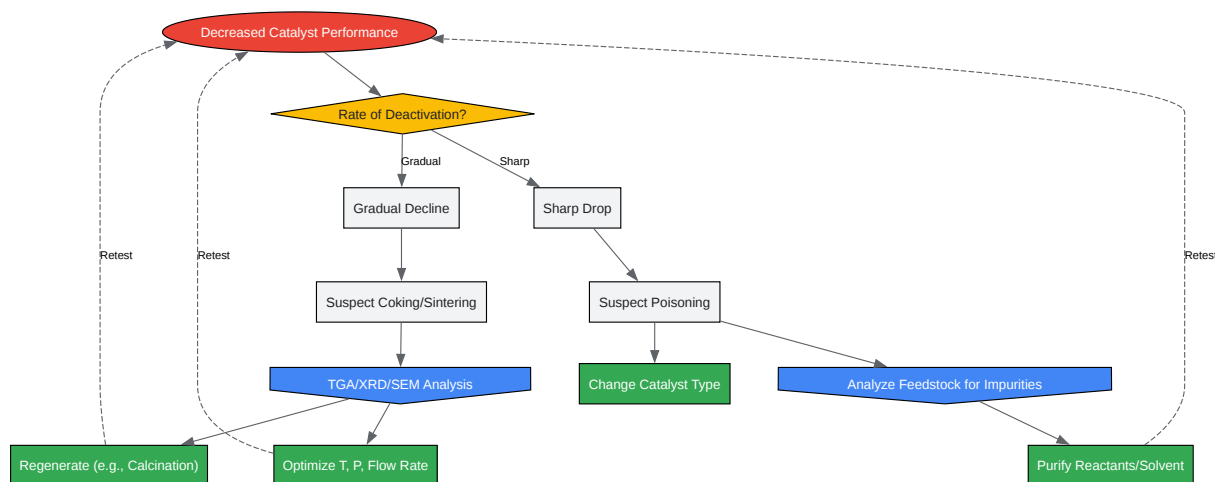 Decreased Catalyst Performance
Rate of Deactivation?
Gradual
Sharp
Gradual Decline
Sharp Drop
Retest
Retest
Retest
Suspect Coking/Sintering
Suspect Poisoning
TGA/XRD/SEM Analysis
Change Catalyst Type
Analyze Feedstock for Impurities
Regenerate (e.g., Calcination)
Optimize T, P, Flow Rate
Purify Reactants/Solvent